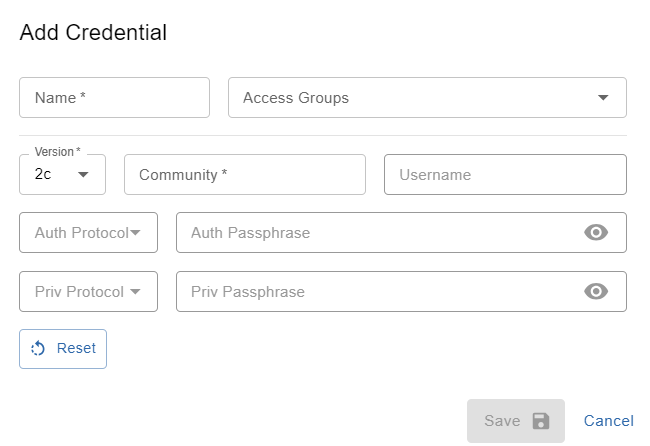 Add Credential
Name *
Access Groups
Version *
2c
Community *
Username
Auth Protocol
Auth Passphrase
Priv Protocol
Priv Passphrase
Reset
Save
Cancel